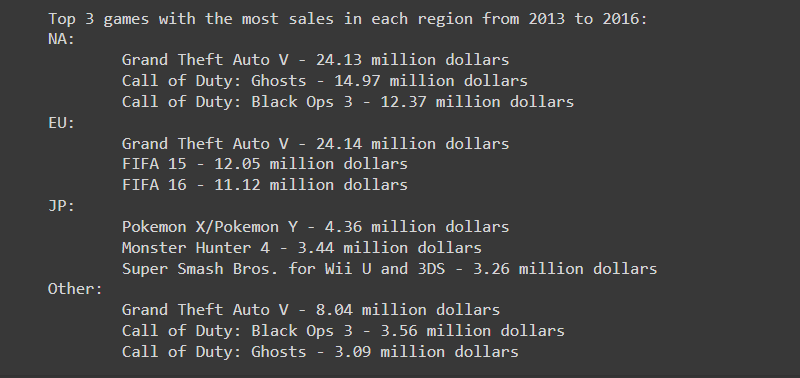 Top 3 games with the most sales in each region from 2013 to 2016:
NA:
Grand Theft Auto V - 24.13 million dollars
Call of Duty: Ghosts - 14.97 million dollars
Call of Duty: Black Ops 3 - 12.37 million dollars
EU:
Grand Theft Auto V - 24.14 million dollars
FIFA 15 - 12.05 million dollars
FIFA 16 - 11.12 million dollars
JP:
Pokemon X/Pokemon Y - 4.36 million dollars
Monster Hunter 4 - 3.44 million dollars
Super Smash Bros. for Wii U and 3DS - 3.26 million dollars
Other:
Grand Theft Auto V - 8.04 million dollars
Call of Duty: Black Ops 3 - 3.56 million dollars
Call of Duty: Ghosts - 3.09 million dollars